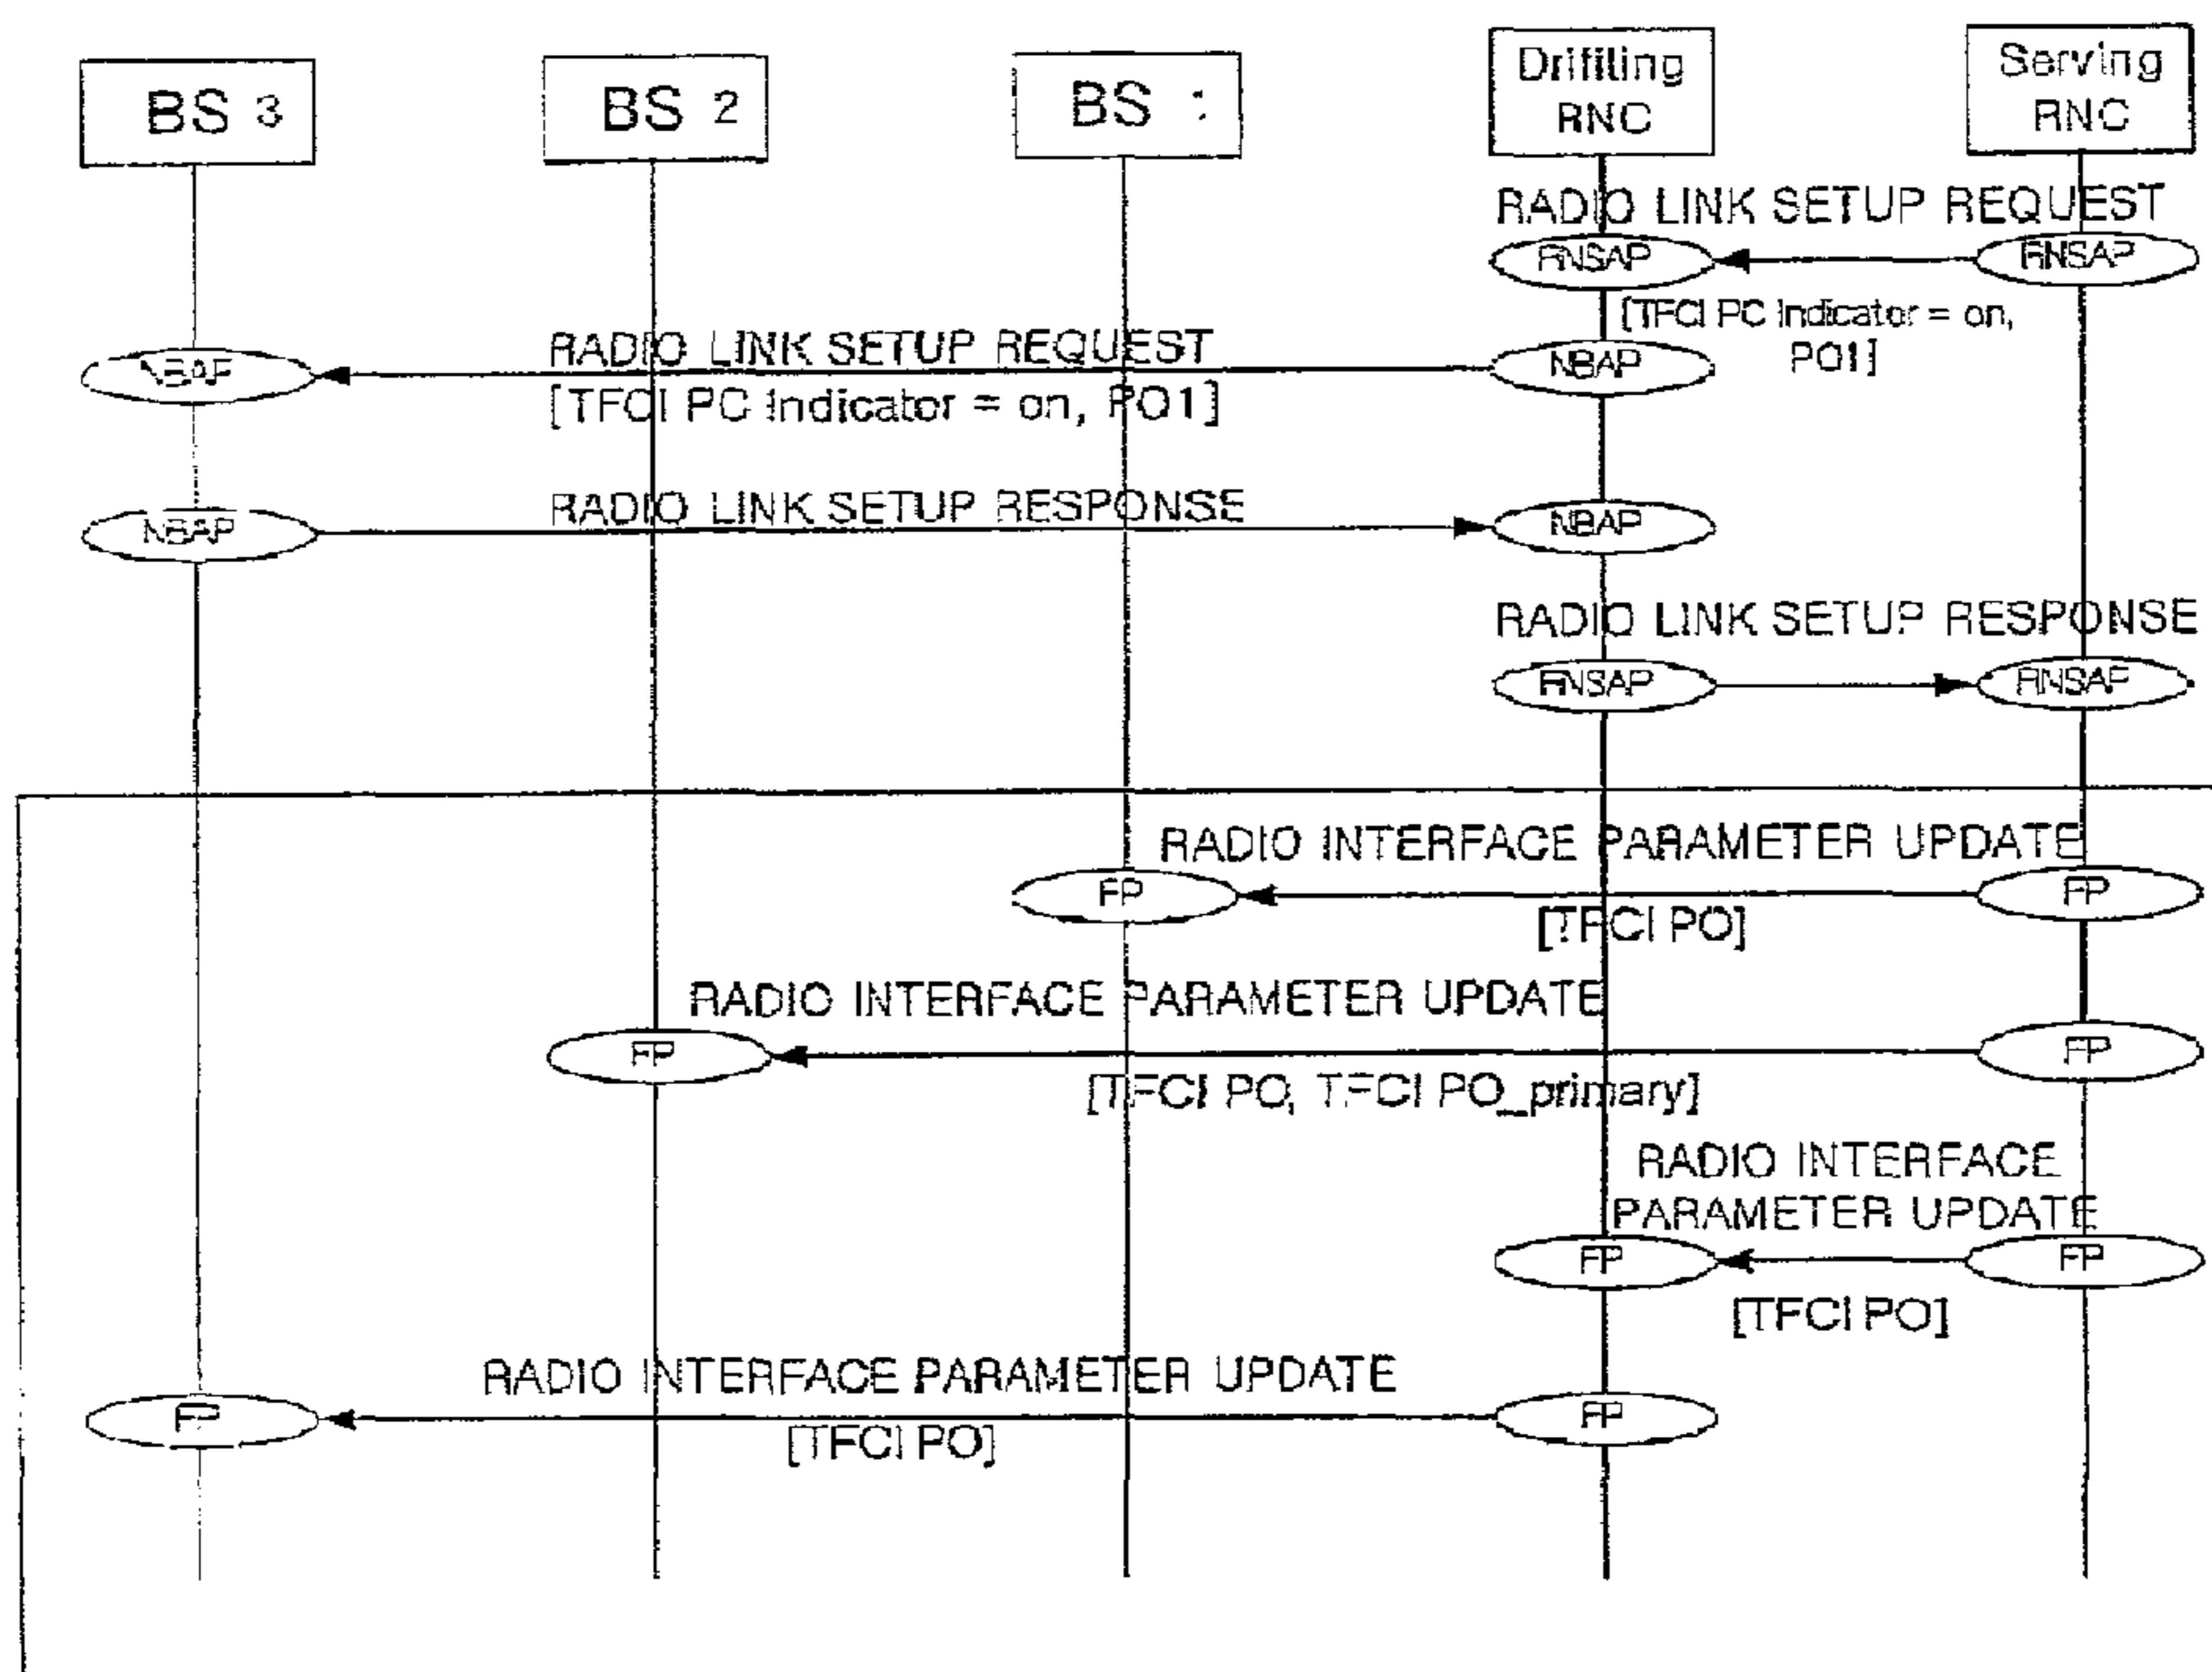 BS 3
BS 2
BS
Drifiling
RNC
Serving
RNC
RADIO LINK SETUP REQUEST
RNSAP
RNSAP
[TFCI PC Indicator = on,
PO1]
RADIO LINK SETUP REQUEST
NBAP
NBAP
[TFCI PC Indicator = on, PO1]
RADIO LINK SETUP RESPONSE
NBAP
NBAP
RADIO LINK SETUP RESPONSE
RNSAP
RNSAP
RADIO INTERFACE PARAMETER UPDATE
FP
FP
[TFCI PO]
RADIO INTERFACE PARAMETER UPDATE
FP
FP
[TFCI PO, TFCI PO_primary]
RADIO INTERFACE
PARAMETER UPDATE
FP
FP
[TFCI PO]
RADIO INTERFACE PARAMETER UPDATE
FP
FP
[TFCI PO]